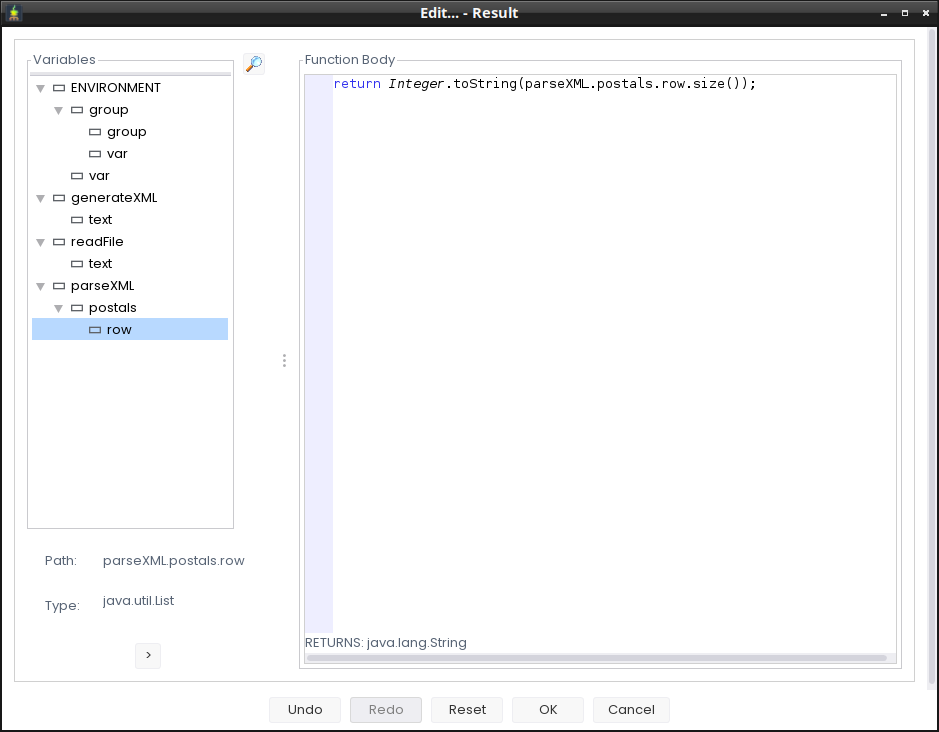 Edit... - Result
Variables
ENVIRONMENT
group
group
var
var
generateXML
text
readFile
text
parseXML
postals
row
Path: parseXML.postals.row
Type: java.util.List
>
Function Body
return Integer.toString(parseXML.postals.row.size());
RETURNS: java.lang.String
Undo Redo Reset OK Cancel